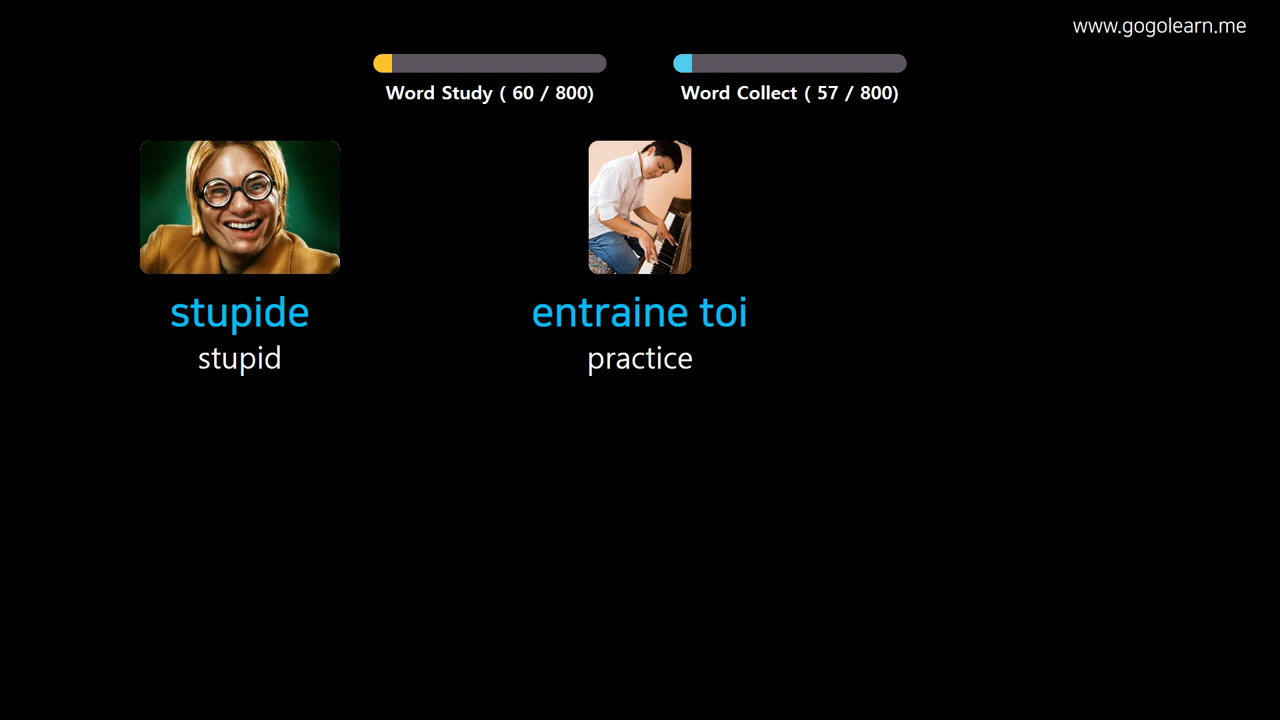 www.gogolearn.me
Word Study ( 60 / 800)
Word Collect ( 57 / 800)
stupide
stupid
entraine toi
practice